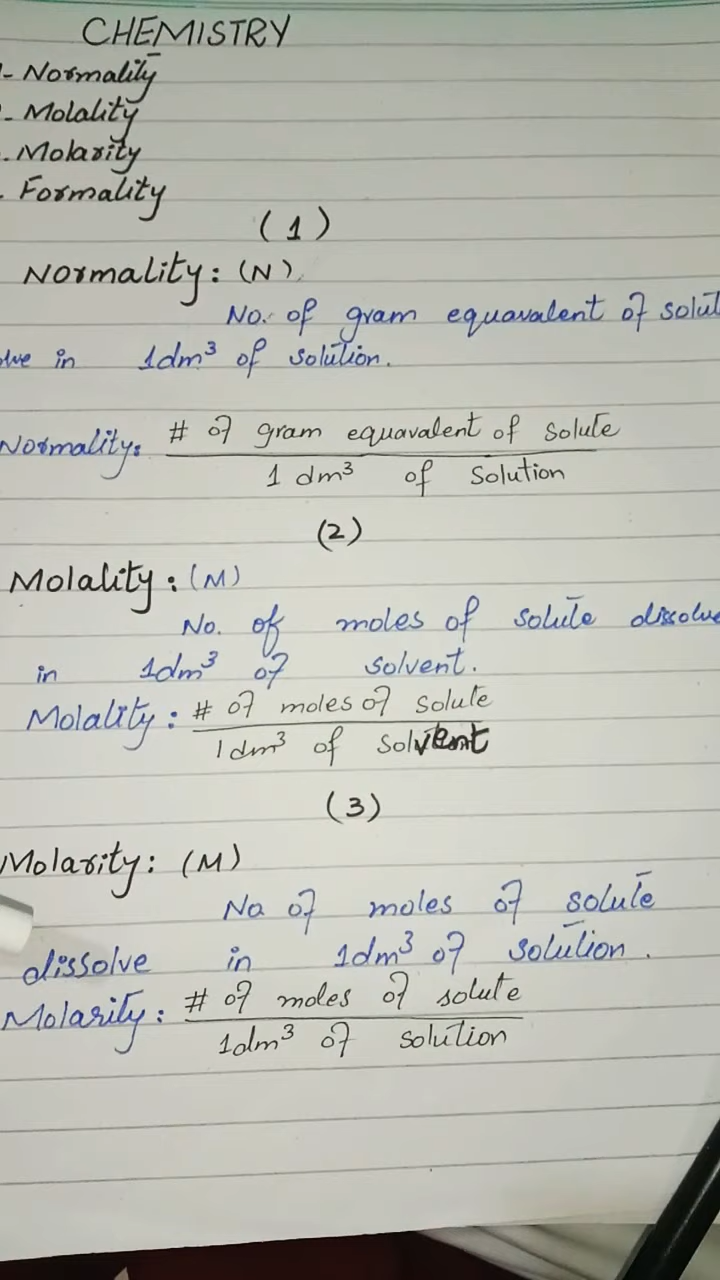 CHEMISTRY
- Normality
- Molality
. Molarity
. Formality
(1)
Normality: (N)
No. of gram equavalent of solut
olve in 1dm³ of solution.
Normality: # of gram equavalent of solute
1 dm³ of Solution
(2)
Molality: (M)
No. of moles of solute dissolve
in 1dm³ of solvent.
Molality: # of moles of solute
1dm³ of solvent
(3)
Molarity: (M)
No of moles of solute
dissolve in 1dm³ of solution.
Molarity: # of moles of solute
1dm³ of solution